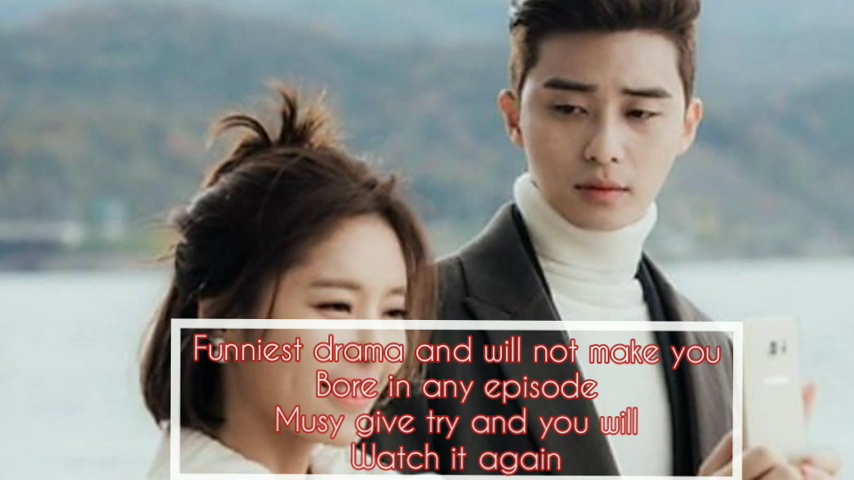 Funniest drama and will not make you
Bore in any episode
Musy give try and you will
Watch it again